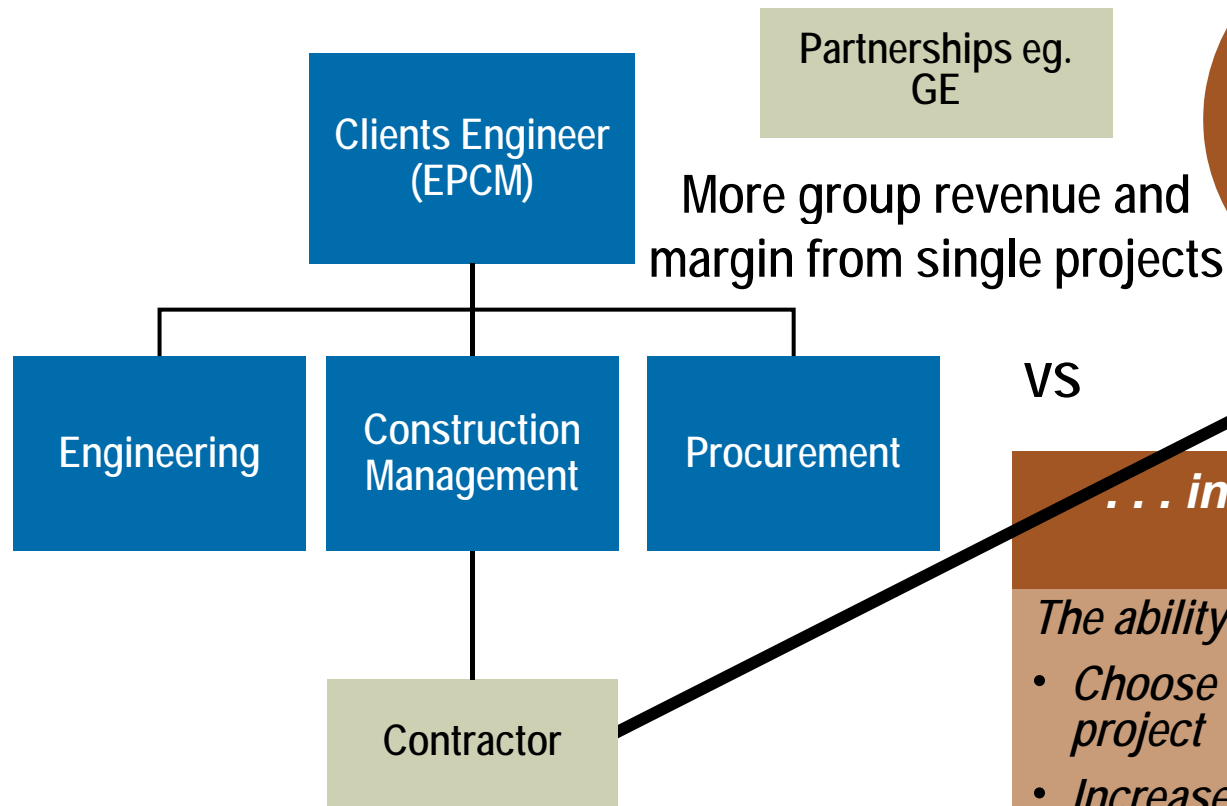 Partnerships eg.
GE
Clients Engineer
(EPCM)
More group revenue and
margin from single projects
Engineering
Construction
Management
Procurement
vs
. . . in
The ability
• Choose
project
• Increase
Contractor